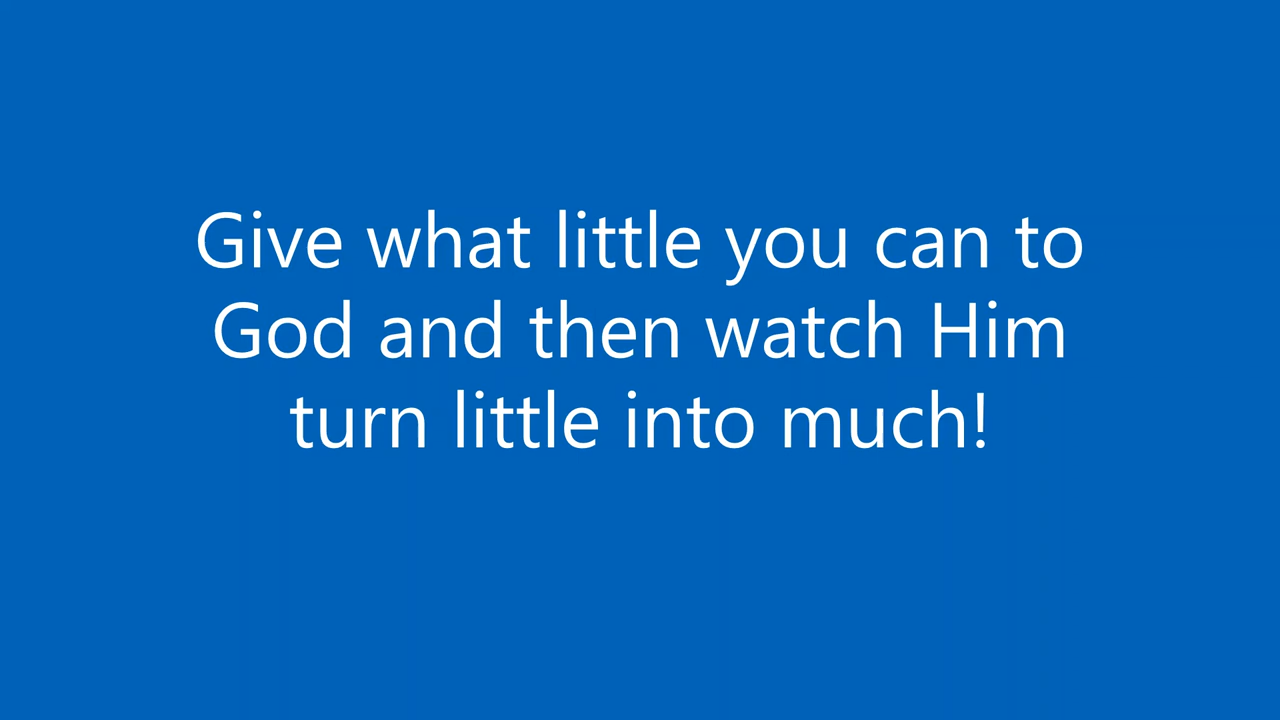 Give what little you can to
God and then watch Him
turn little into much!